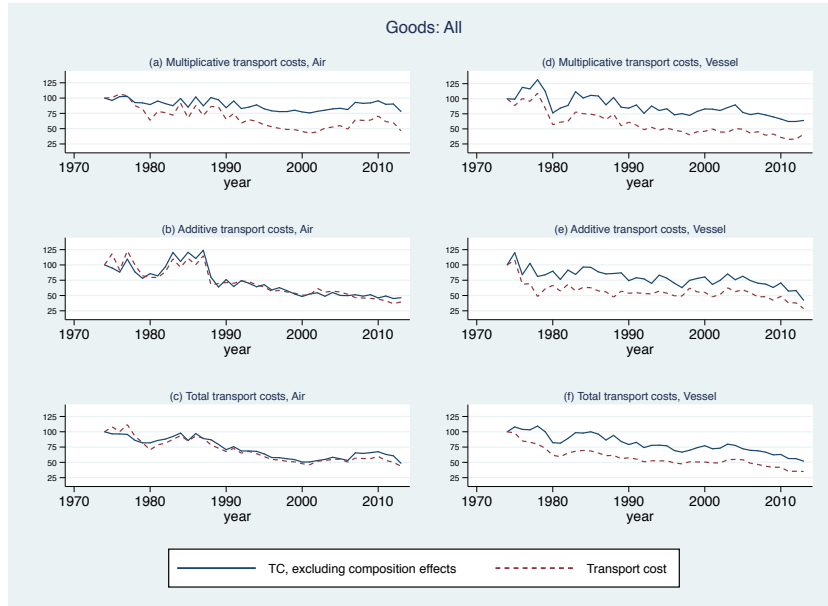 Goods: All
(a) Multiplicative transport costs, Air
125
100
75
50
25
1970 1980 1990 2000 2010
year
(d) Multiplicative transport costs, Vessel
125
100
75
50
25
1970 1980 1990 2000 2010
year
(b) Additive transport costs, Air
125
100
75
50
25
1970 1980 1990 2000 2010
year
(e) Additive transport costs, Vessel
125
100
75
50
25
1970 1980 1990 2000 2010
year
(c) Total transport costs, Air
125
100
75
50
25
1970 1980 1990 2000 2010
year
(f) Total transport costs, Vessel
125
100
75
50
25
1970 1980 1990 2000 2010
year
TC, excluding composition effects Transport cost